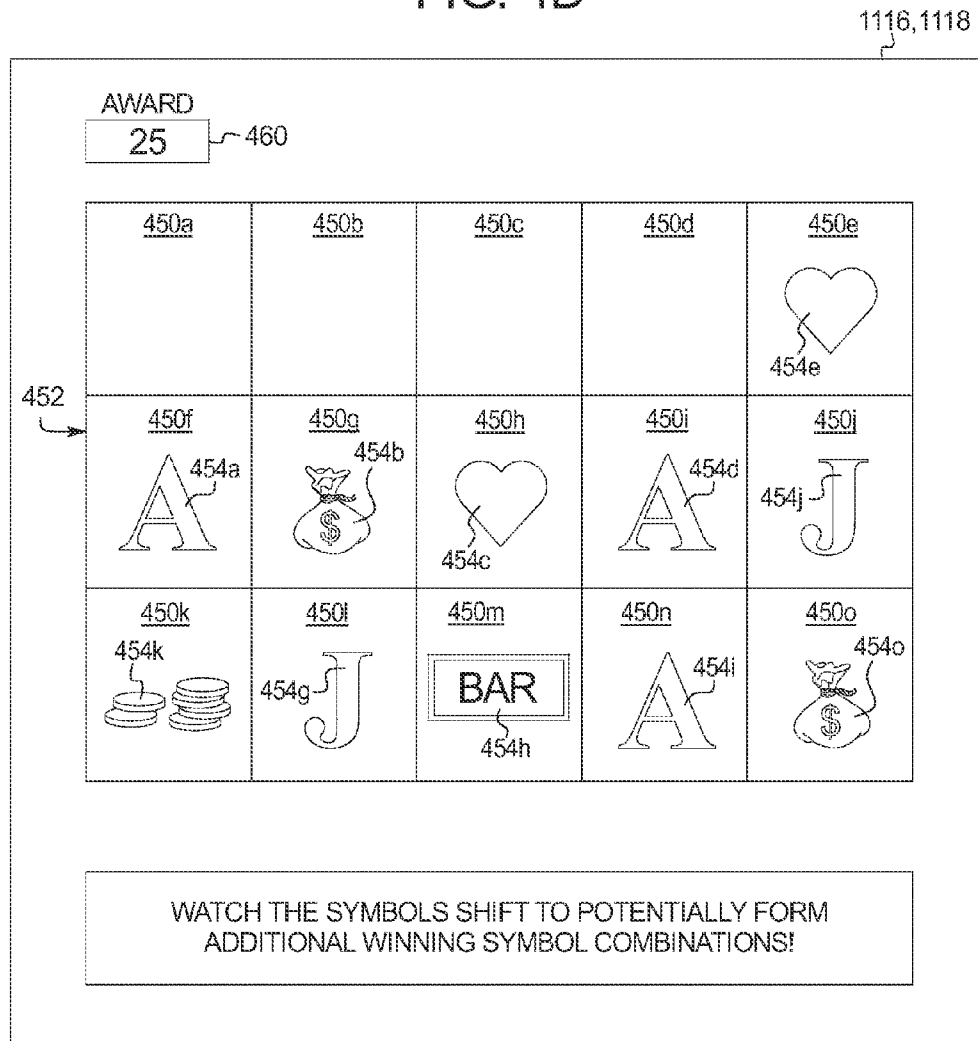 1116,1118
AWARD
25 460
450a 450b 450c 450d 450e
454e
452
450f 450g 450h 450i 450j
454a 454b 454c 454d 454j
$
450k 450l 450m 450n 450o
454k 454g BAR 454i 454o
454h
$
WATCH THE SYMBOLS SHIFT TO POTENTIALLY FORM
ADDITIONAL WINNING SYMBOL COMBINATIONS!